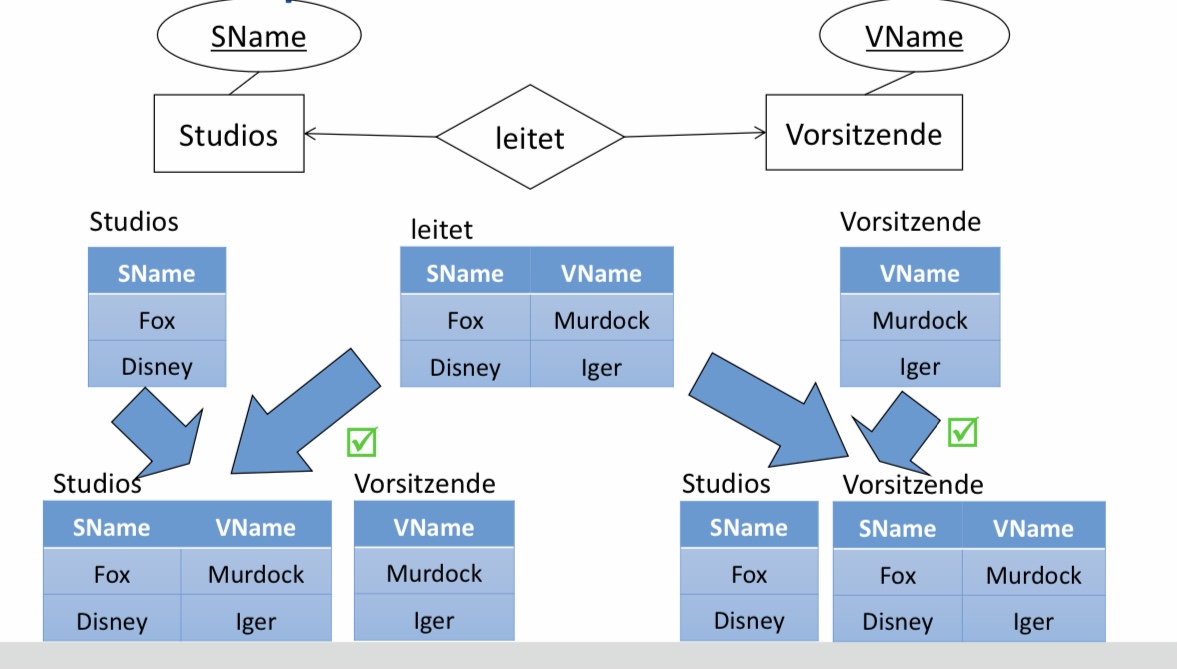 SName
VName
Studios
leitet
Vorsitzende
Studios
leitet
Vorsitzende
SName
SName VName
VName
Fox
Fox Murdock
Murdock
Disney
Disney Iger
Iger
Studios
Vorsitzende
Studios
Vorsitzende
SName VName
VName
SName
SName VName
Fox Murdock
Murdock
Fox
Fox Murdock
Disney Iger
Iger
Disney
Disney Iger